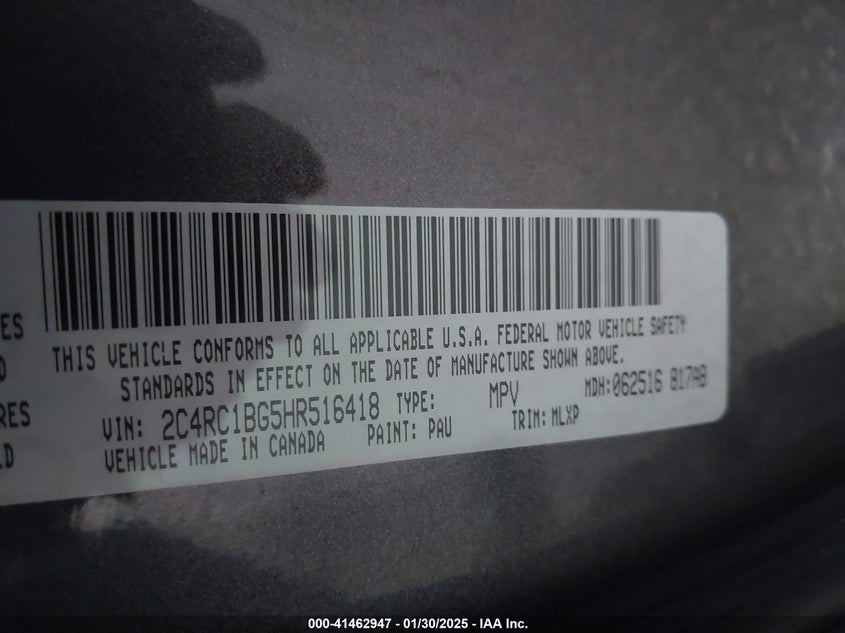 ES
D
RES
LD
THIS VEHICLE CONFORMS TO ALL APPLICABLE U.S.A. FEDERAL MOTOR VEHICLE SAFETY
STANDARDS IN EFFECT ON THE DATE OF MANUFACTURE SHOWN ABOVE.
VIN: 2C4RC1BG5HR516418 TYPE: MPV MDH:062516 817AB
VEHICLE MADE IN CANADA PAINT: PAU TRIM: MLXP
000-41462947 - 01/30/2025 - IAA Inc.